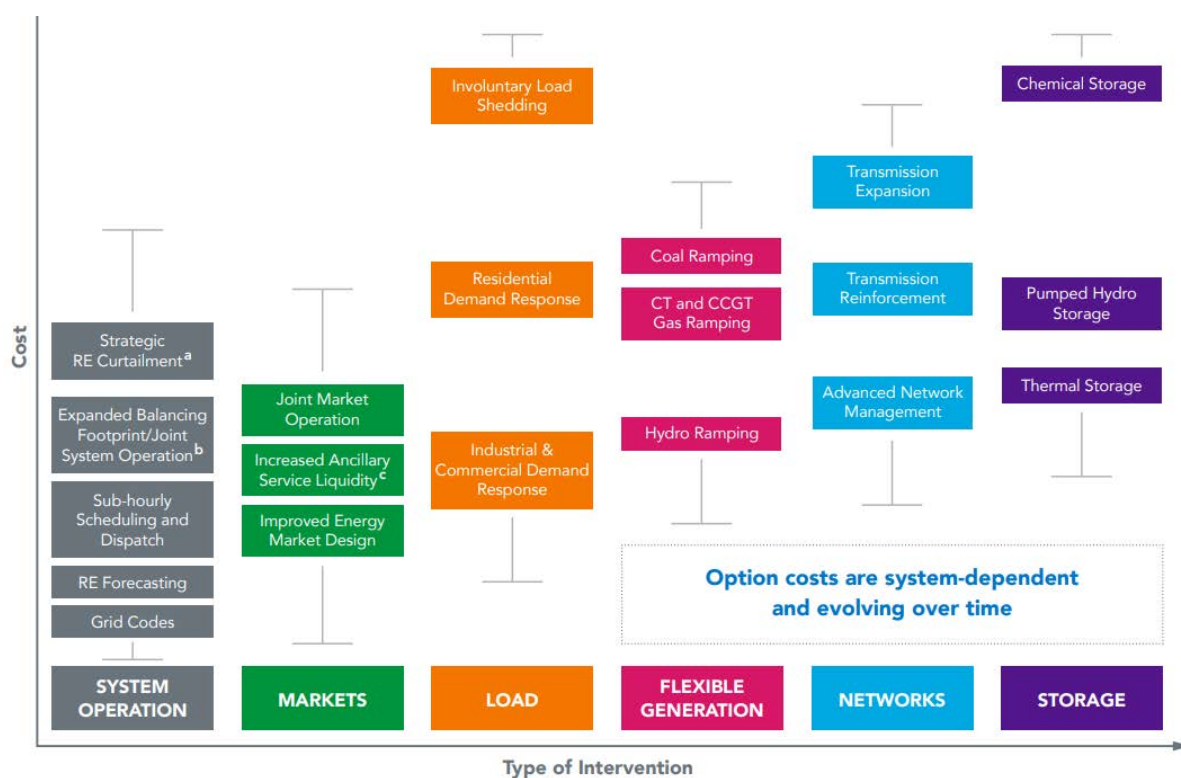 Cost
Strategic
RE Curtailmentᵃ
Expanded Balancing
Footprint/Joint
System Operationᵇ
Sub-hourly
Scheduling and
Dispatch
RE Forecasting
Grid Codes
SYSTEM
OPERATION
Joint Market
Operation
Increased Ancillary
Service Liquidityᶜ
Improved Energy
Market Design
MARKETS
Involuntary Load
Shedding
Residential
Demand Response
Industrial &
Commercial Demand
Response
LOAD
Coal Ramping
CT and CCGT
Gas Ramping
Hydro Ramping
FLEXIBLE
GENERATION
Transmission
Expansion
Transmission
Reinforcement
Advanced Network
Management
NETWORKS
Chemical Storage
Pumped Hydro
Storage
Thermal Storage
STORAGE
Option costs are system-dependent
and evolving over time
Type of Intervention